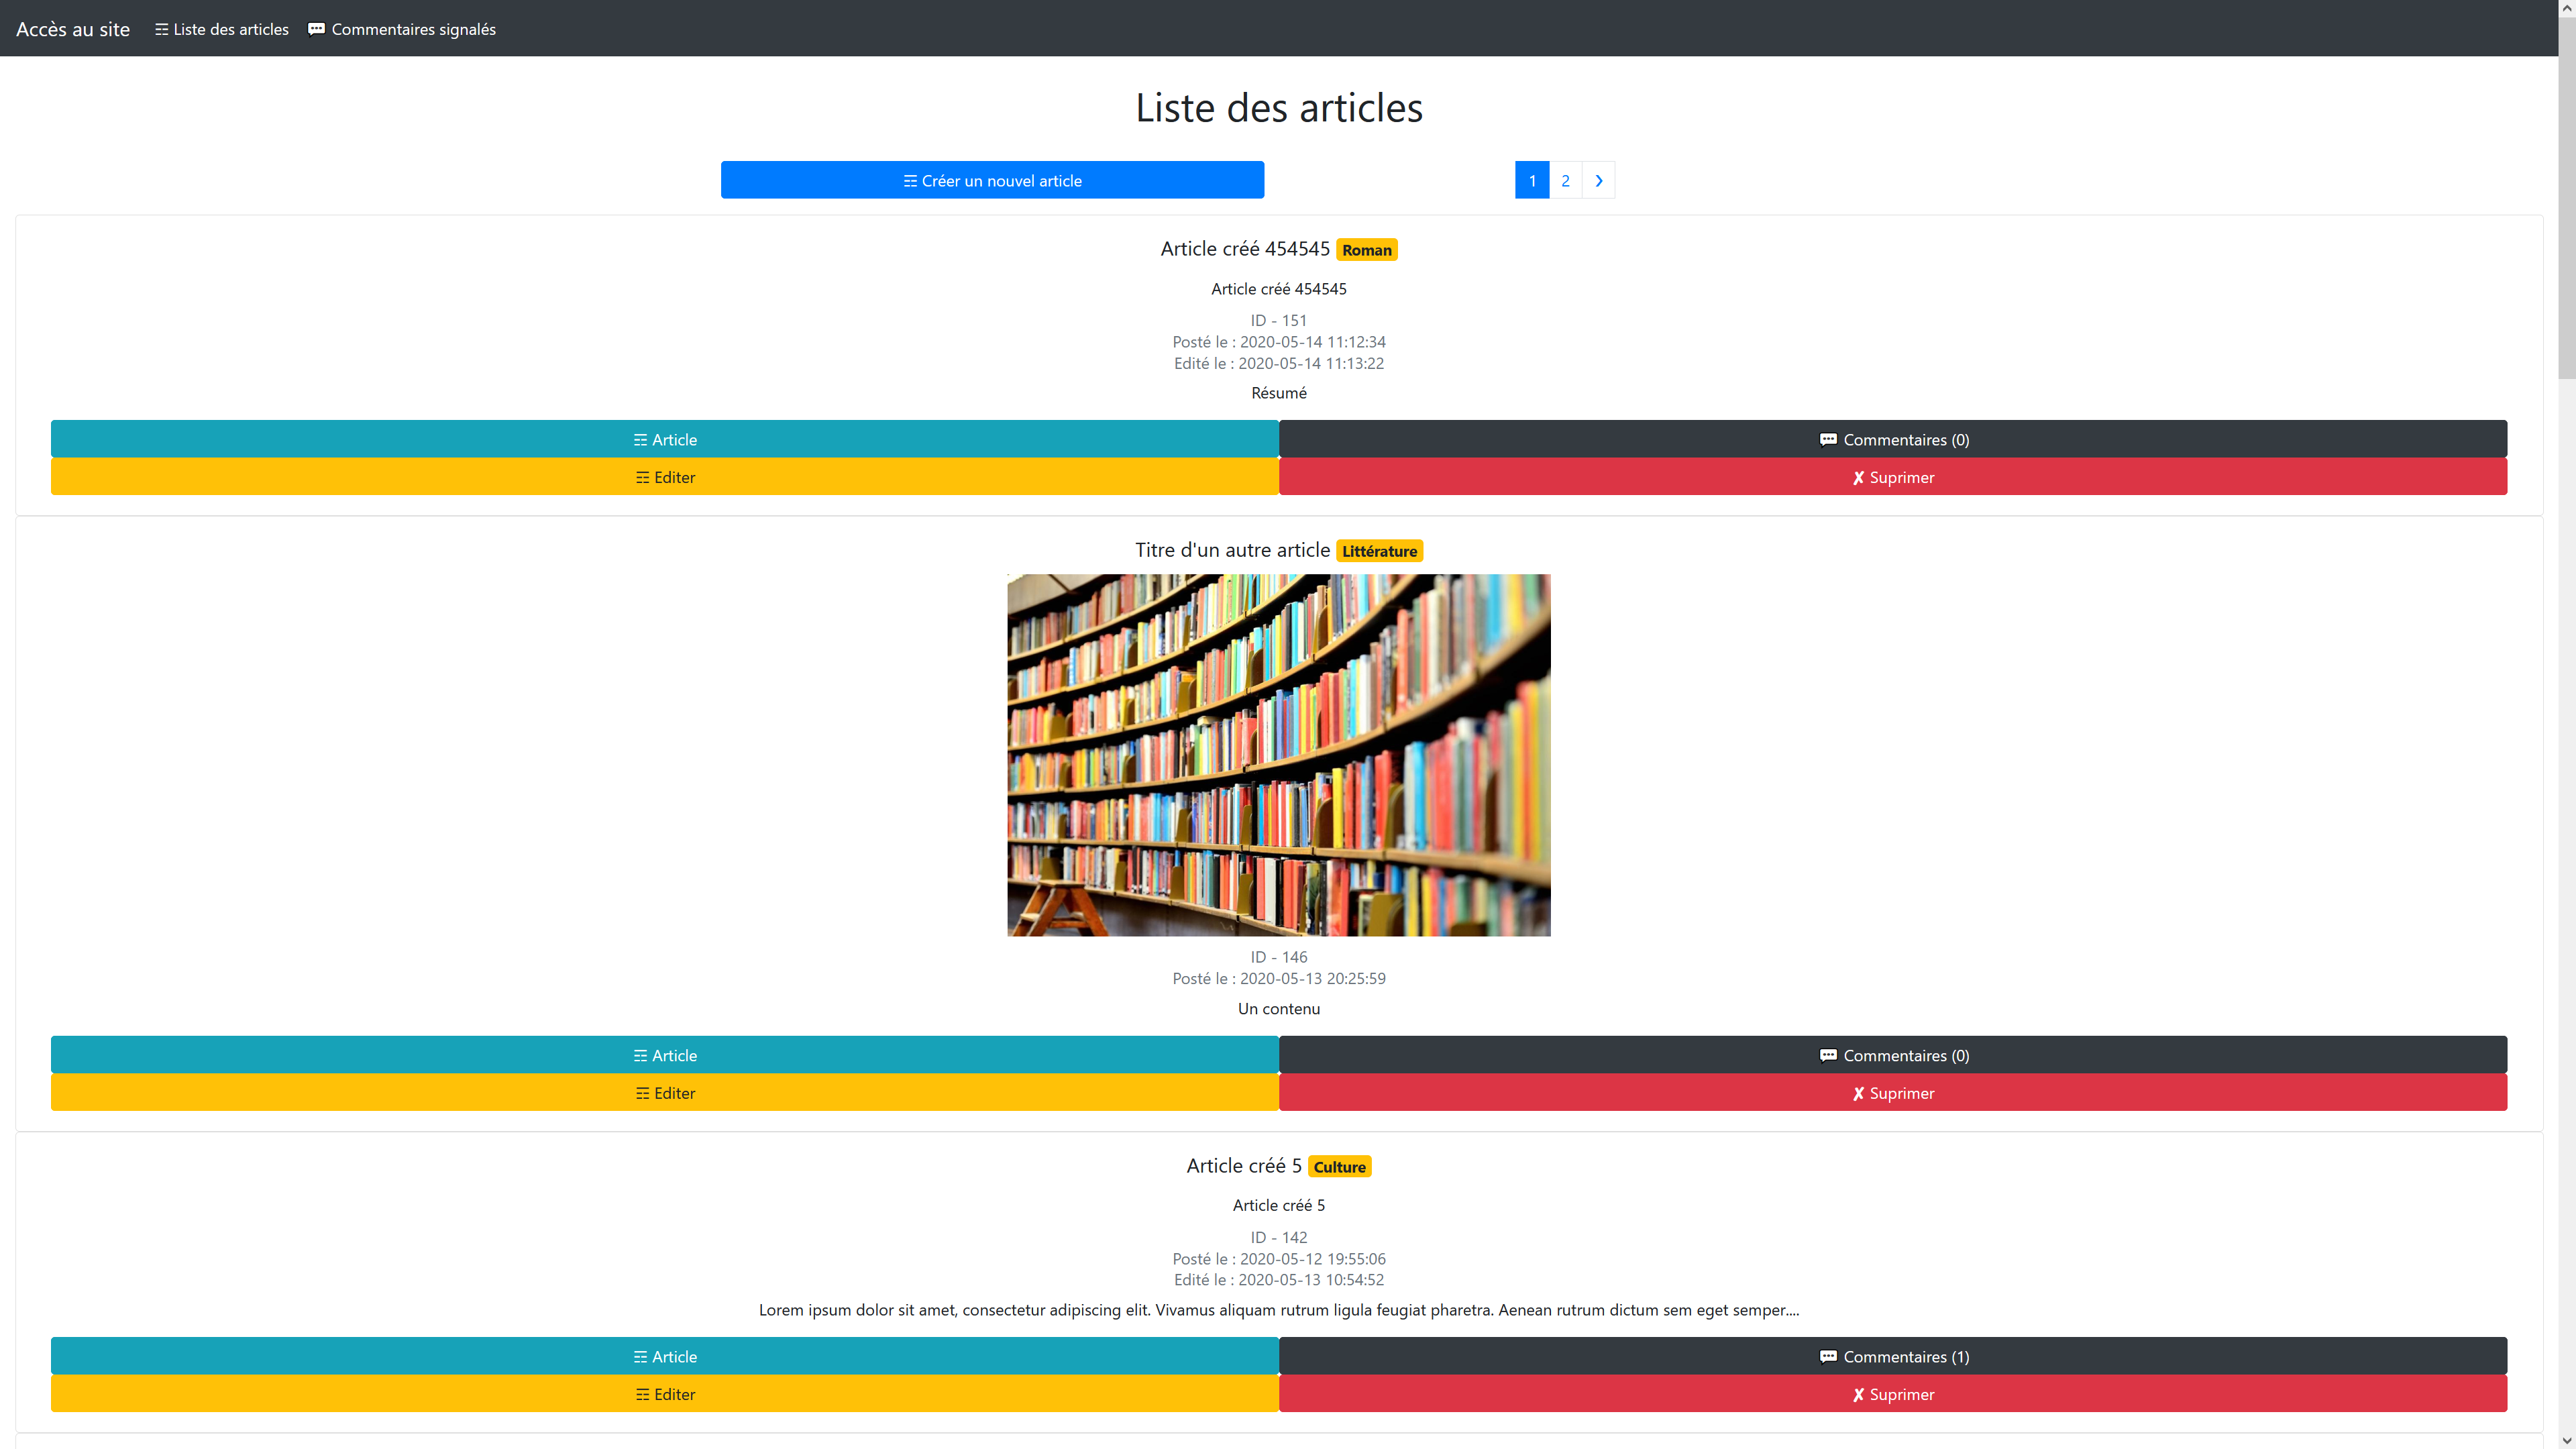 Accès au site ☶ Liste des articles 💬 Commentaires signalés
Liste des articles
☶ Créer un nouvel article 1 2 ❯
Article créé 454545 Roman
Article créé 454545
ID - 151
Posté le : 2020-05-14 11:12:34
Edité le : 2020-05-14 11:13:22
Résumé
☶ Article 💬 Commentaires (0)
☶ Editer ✘ Suprimer
Titre d'un autre article Littérature
ID - 146
Posté le : 2020-05-13 20:25:59
Un contenu
☶ Article 💬 Commentaires (0)
☶ Editer ✘ Suprimer
Article créé 5 Culture
Article créé 5
ID - 142
Posté le : 2020-05-12 19:55:06
Edité le : 2020-05-13 10:54:52
Lorem ipsum dolor sit amet, consectetur adipiscing elit. Vivamus aliquam rutrum ligula feugiat pharetra. Aenean rutrum dictum sem eget semper....
☶ Article 💬 Commentaires (1)
☶ Editer ✘ Suprimer